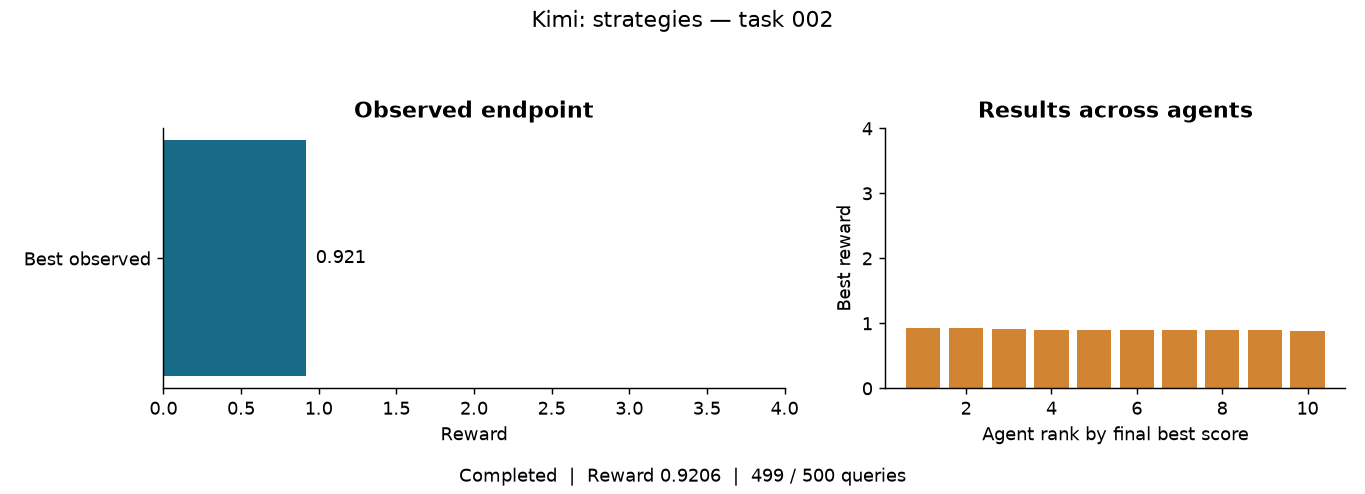 Kimi: strategies — task 002
Observed endpoint
Best observed
0.921
0.0 0.5 1.0 1.5 2.0 2.5 3.0 3.5 4.0
Reward
Results across agents
Best reward
4
3
2
1
0
2 4 6 8 10
Agent rank by final best score
Completed | Reward 0.9206 | 499 / 500 queries